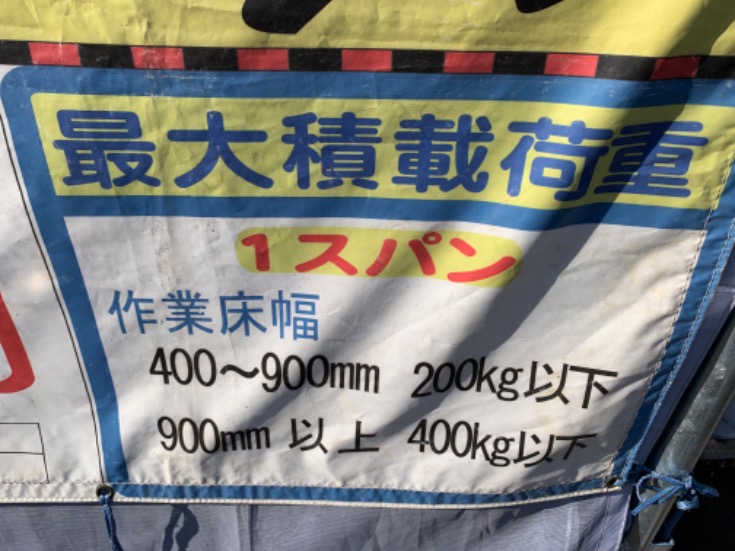 最大積載荷重
1スパン
作業床幅
400～900mm 200kg以下
900mm 以上 400kg以下